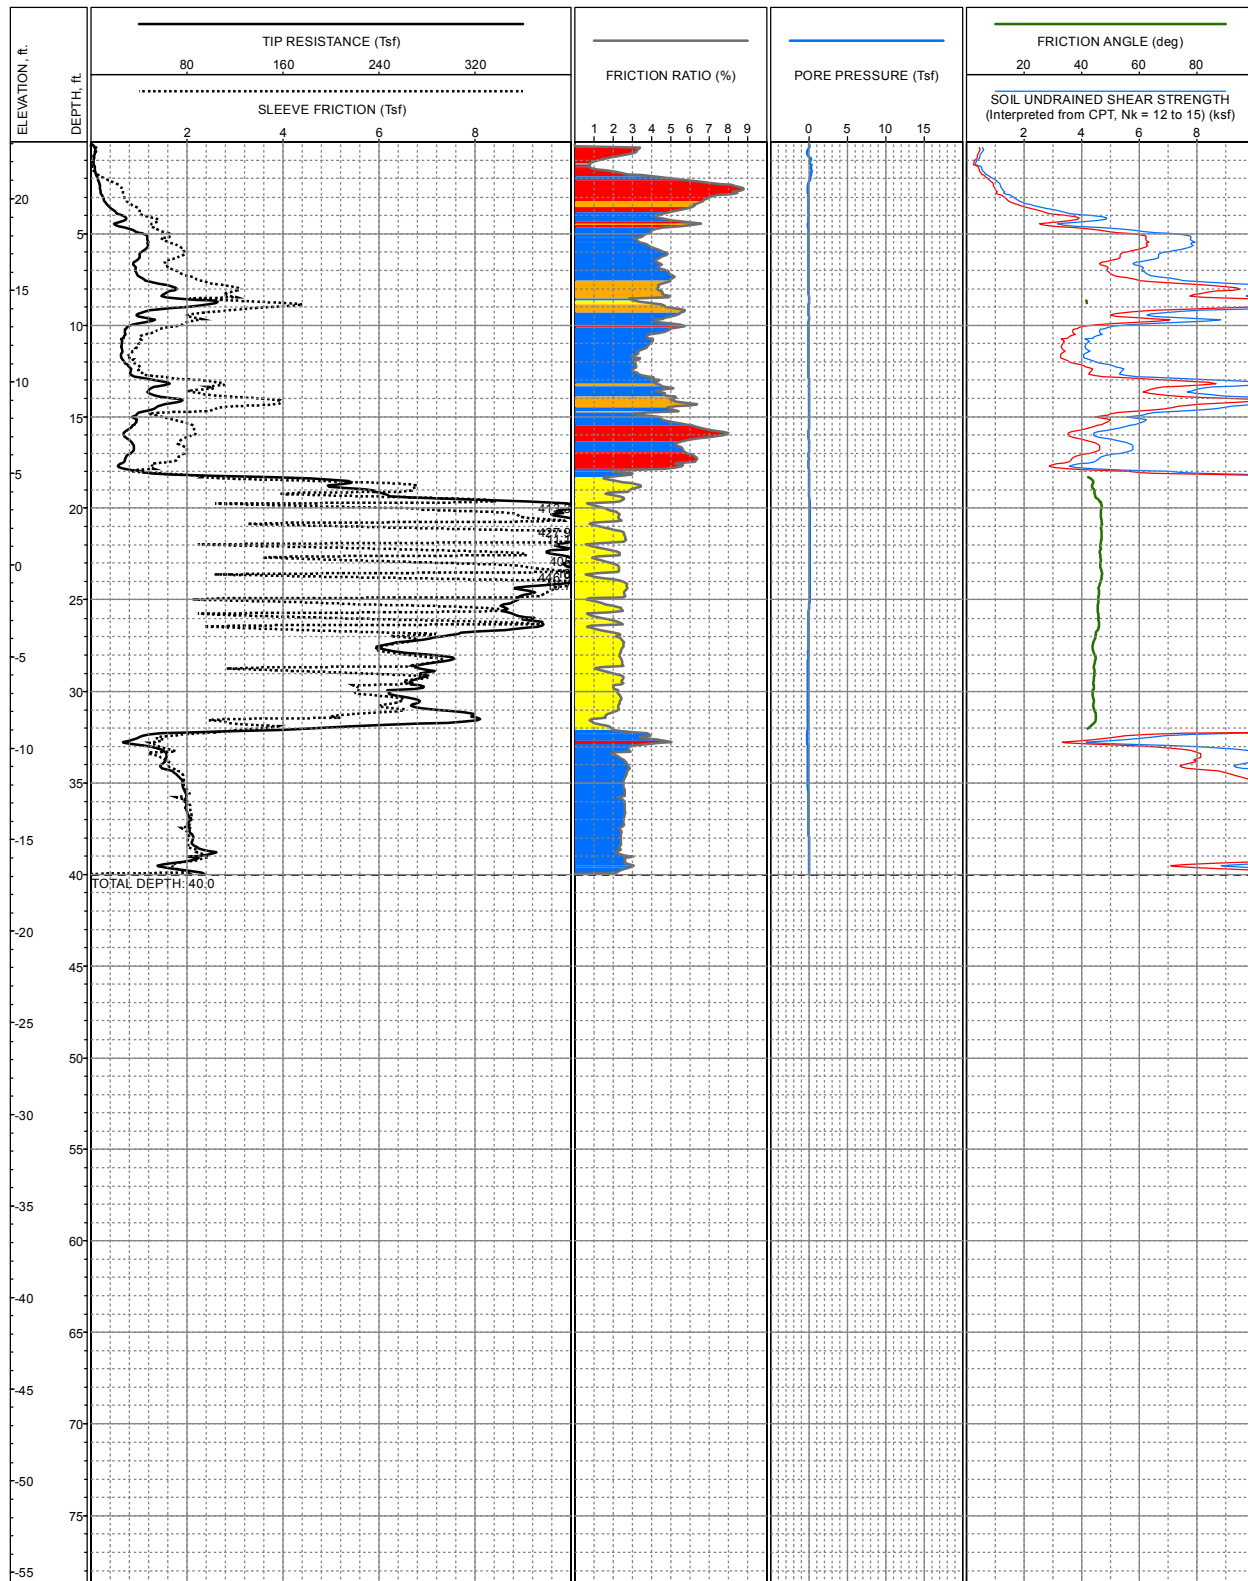 ELEVATION, ft.
DEPTH, ft.
TIP RESISTANCE (Tsf)
80 160 240 320
SLEEVE FRICTION (Tsf)
2 4 6 8
FRICTION RATIO (%)
1 2 3 4 5 6 7 8 9
PORE PRESSURE (Tsf)
0 5 10 15
FRICTION ANGLE (deg)
20 40 60 80
SOIL UNDRAINED SHEAR STRENGTH
(Interpreted from CPT, Nk = 12 to 15) (ksf)
2 4 6 8
20
5
15
10
10
15
5
20
427.9
0
446.9
25
-5
30
-10
35
-15
40
TOTAL DEPTH: 40.0
-20
45
-25
50
-30
55
-35
60
-40
65
-45
70
-50
75
-55